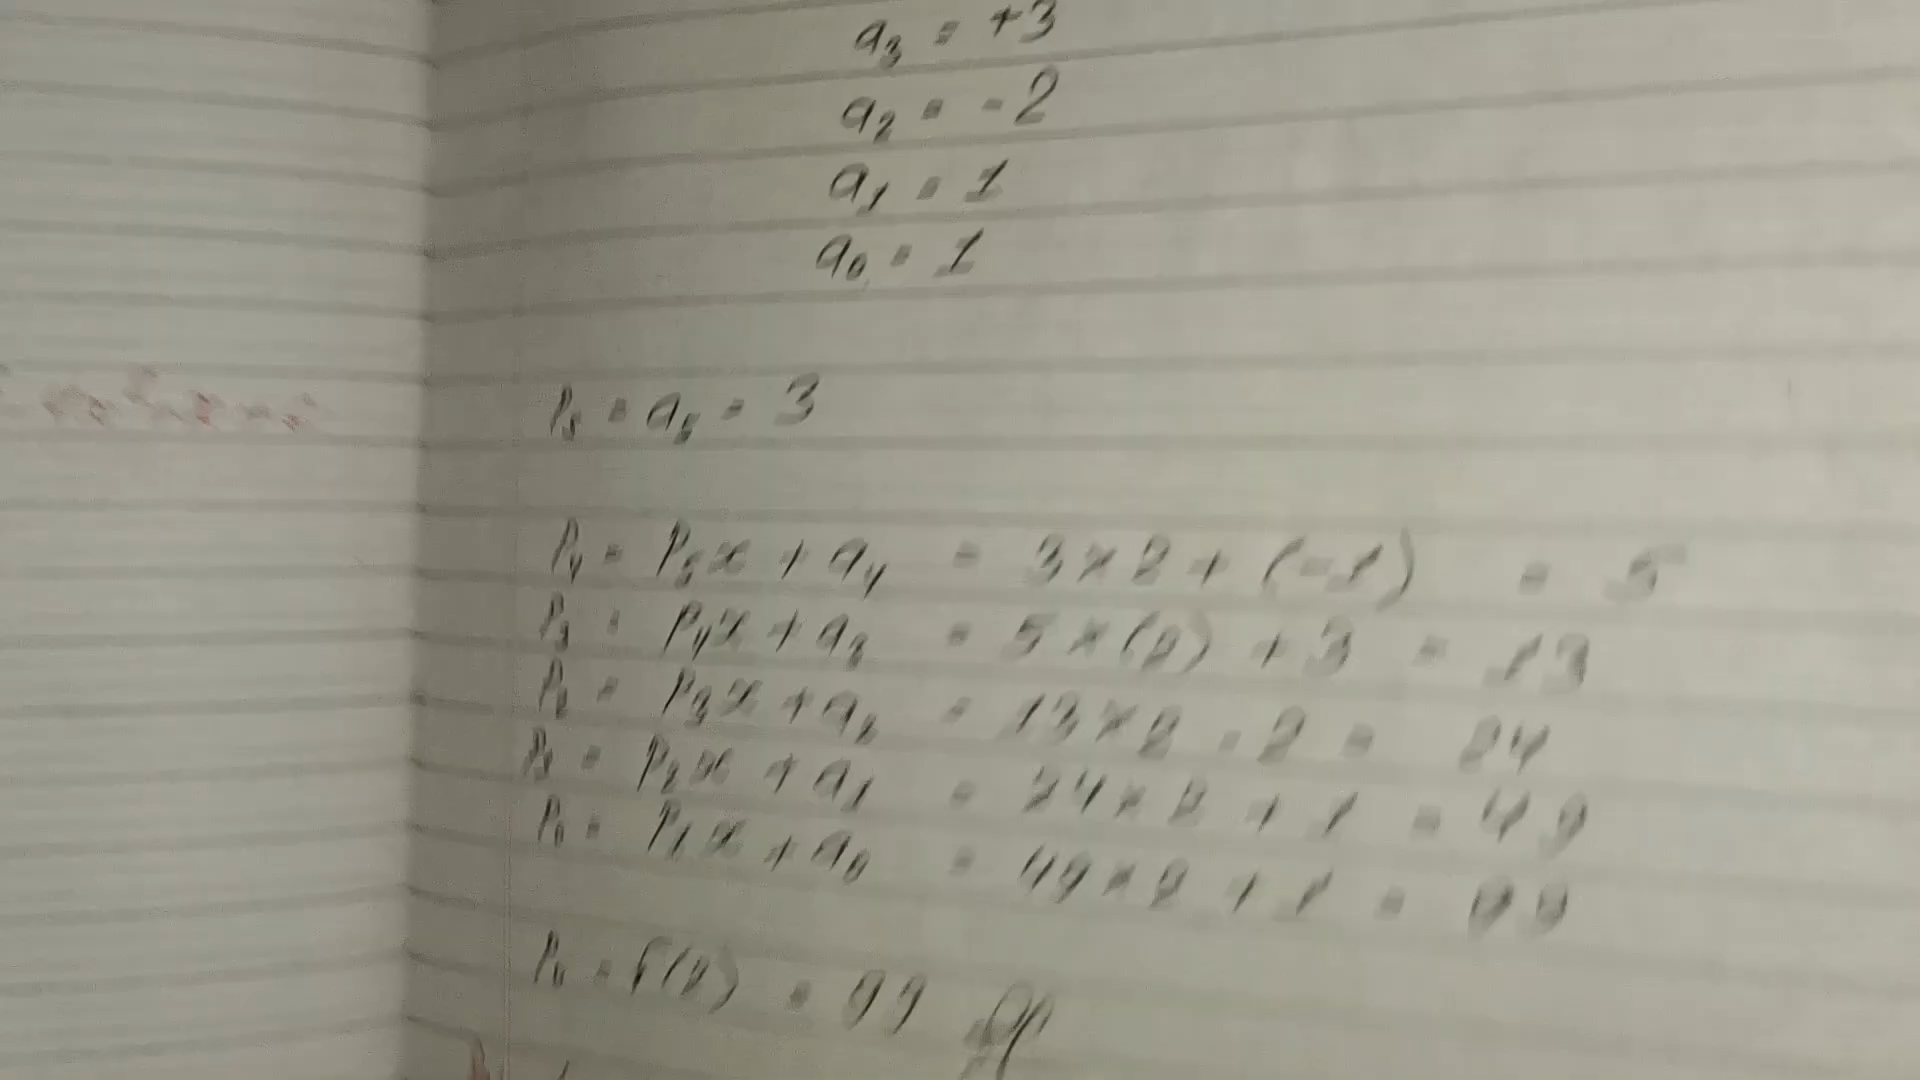 a₃ = +3
a₂ = -2
a₁ = 1
a₀ = 1
P₅ = a₅ = 3
P₄ = P₅x + a₄ = 3 × 2 + (-1) = 5
P₃ = P₄x + a₃ = 5 × (2) + 3 = 13
P₂ = P₃x + a₂ = 13 × 2 - 2 = 24
P₁ = P₂x + a₁ = 24 × 2 + 1 = 49
P₀ = P₁x + a₀ = 49 × 2 + 1 = 99
P₀ = f(2) = 99